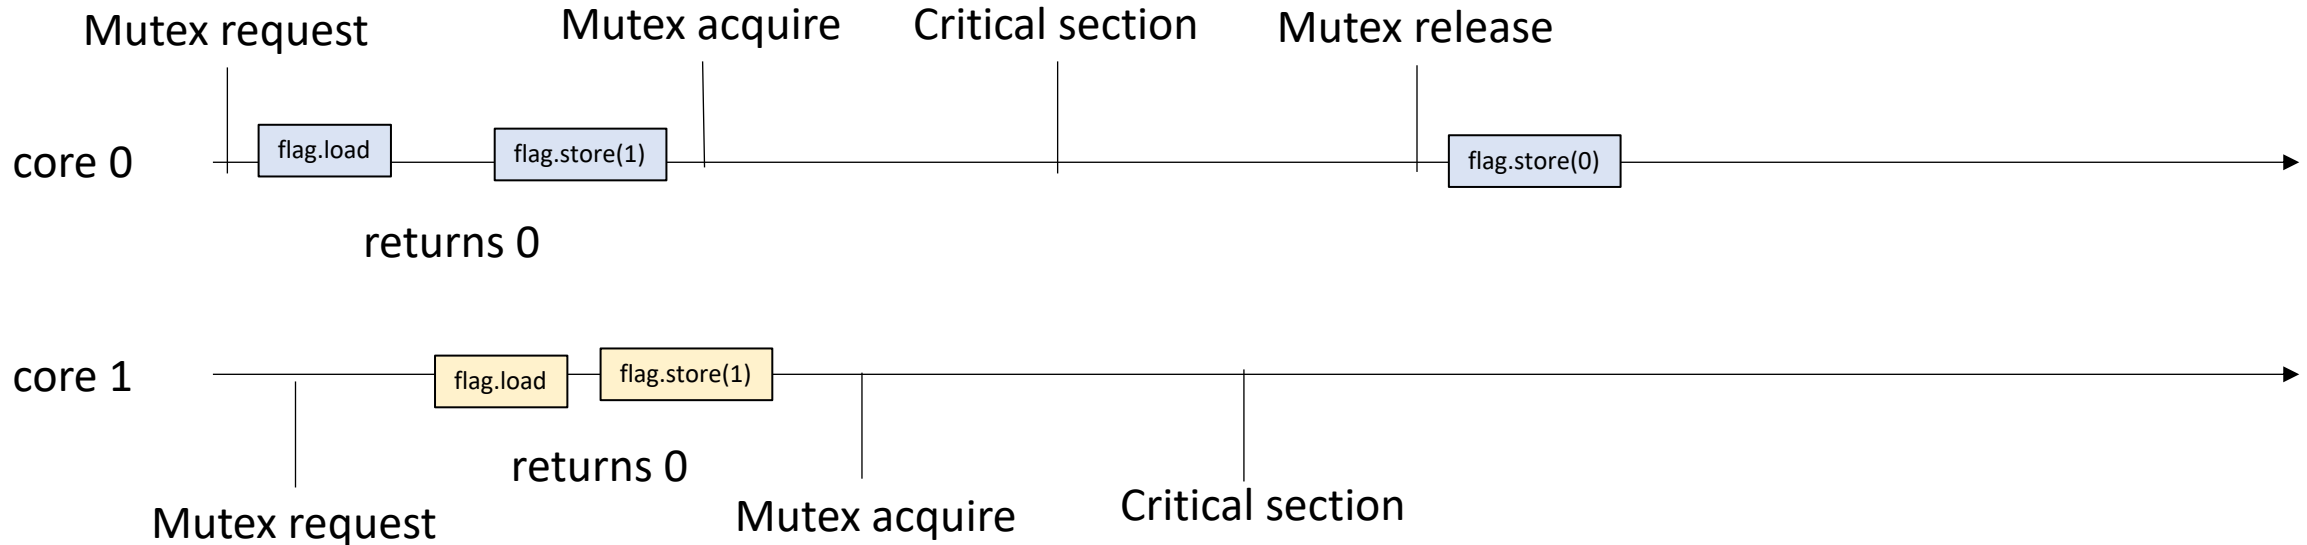 Mutex request
Mutex acquire
Critical section
Mutex release
core 0
flag.load
flag.store(1)
flag.store(0)
returns 0
core 1
flag.load
flag.store(1)
returns 0
Mutex request
Mutex acquire
Critical section